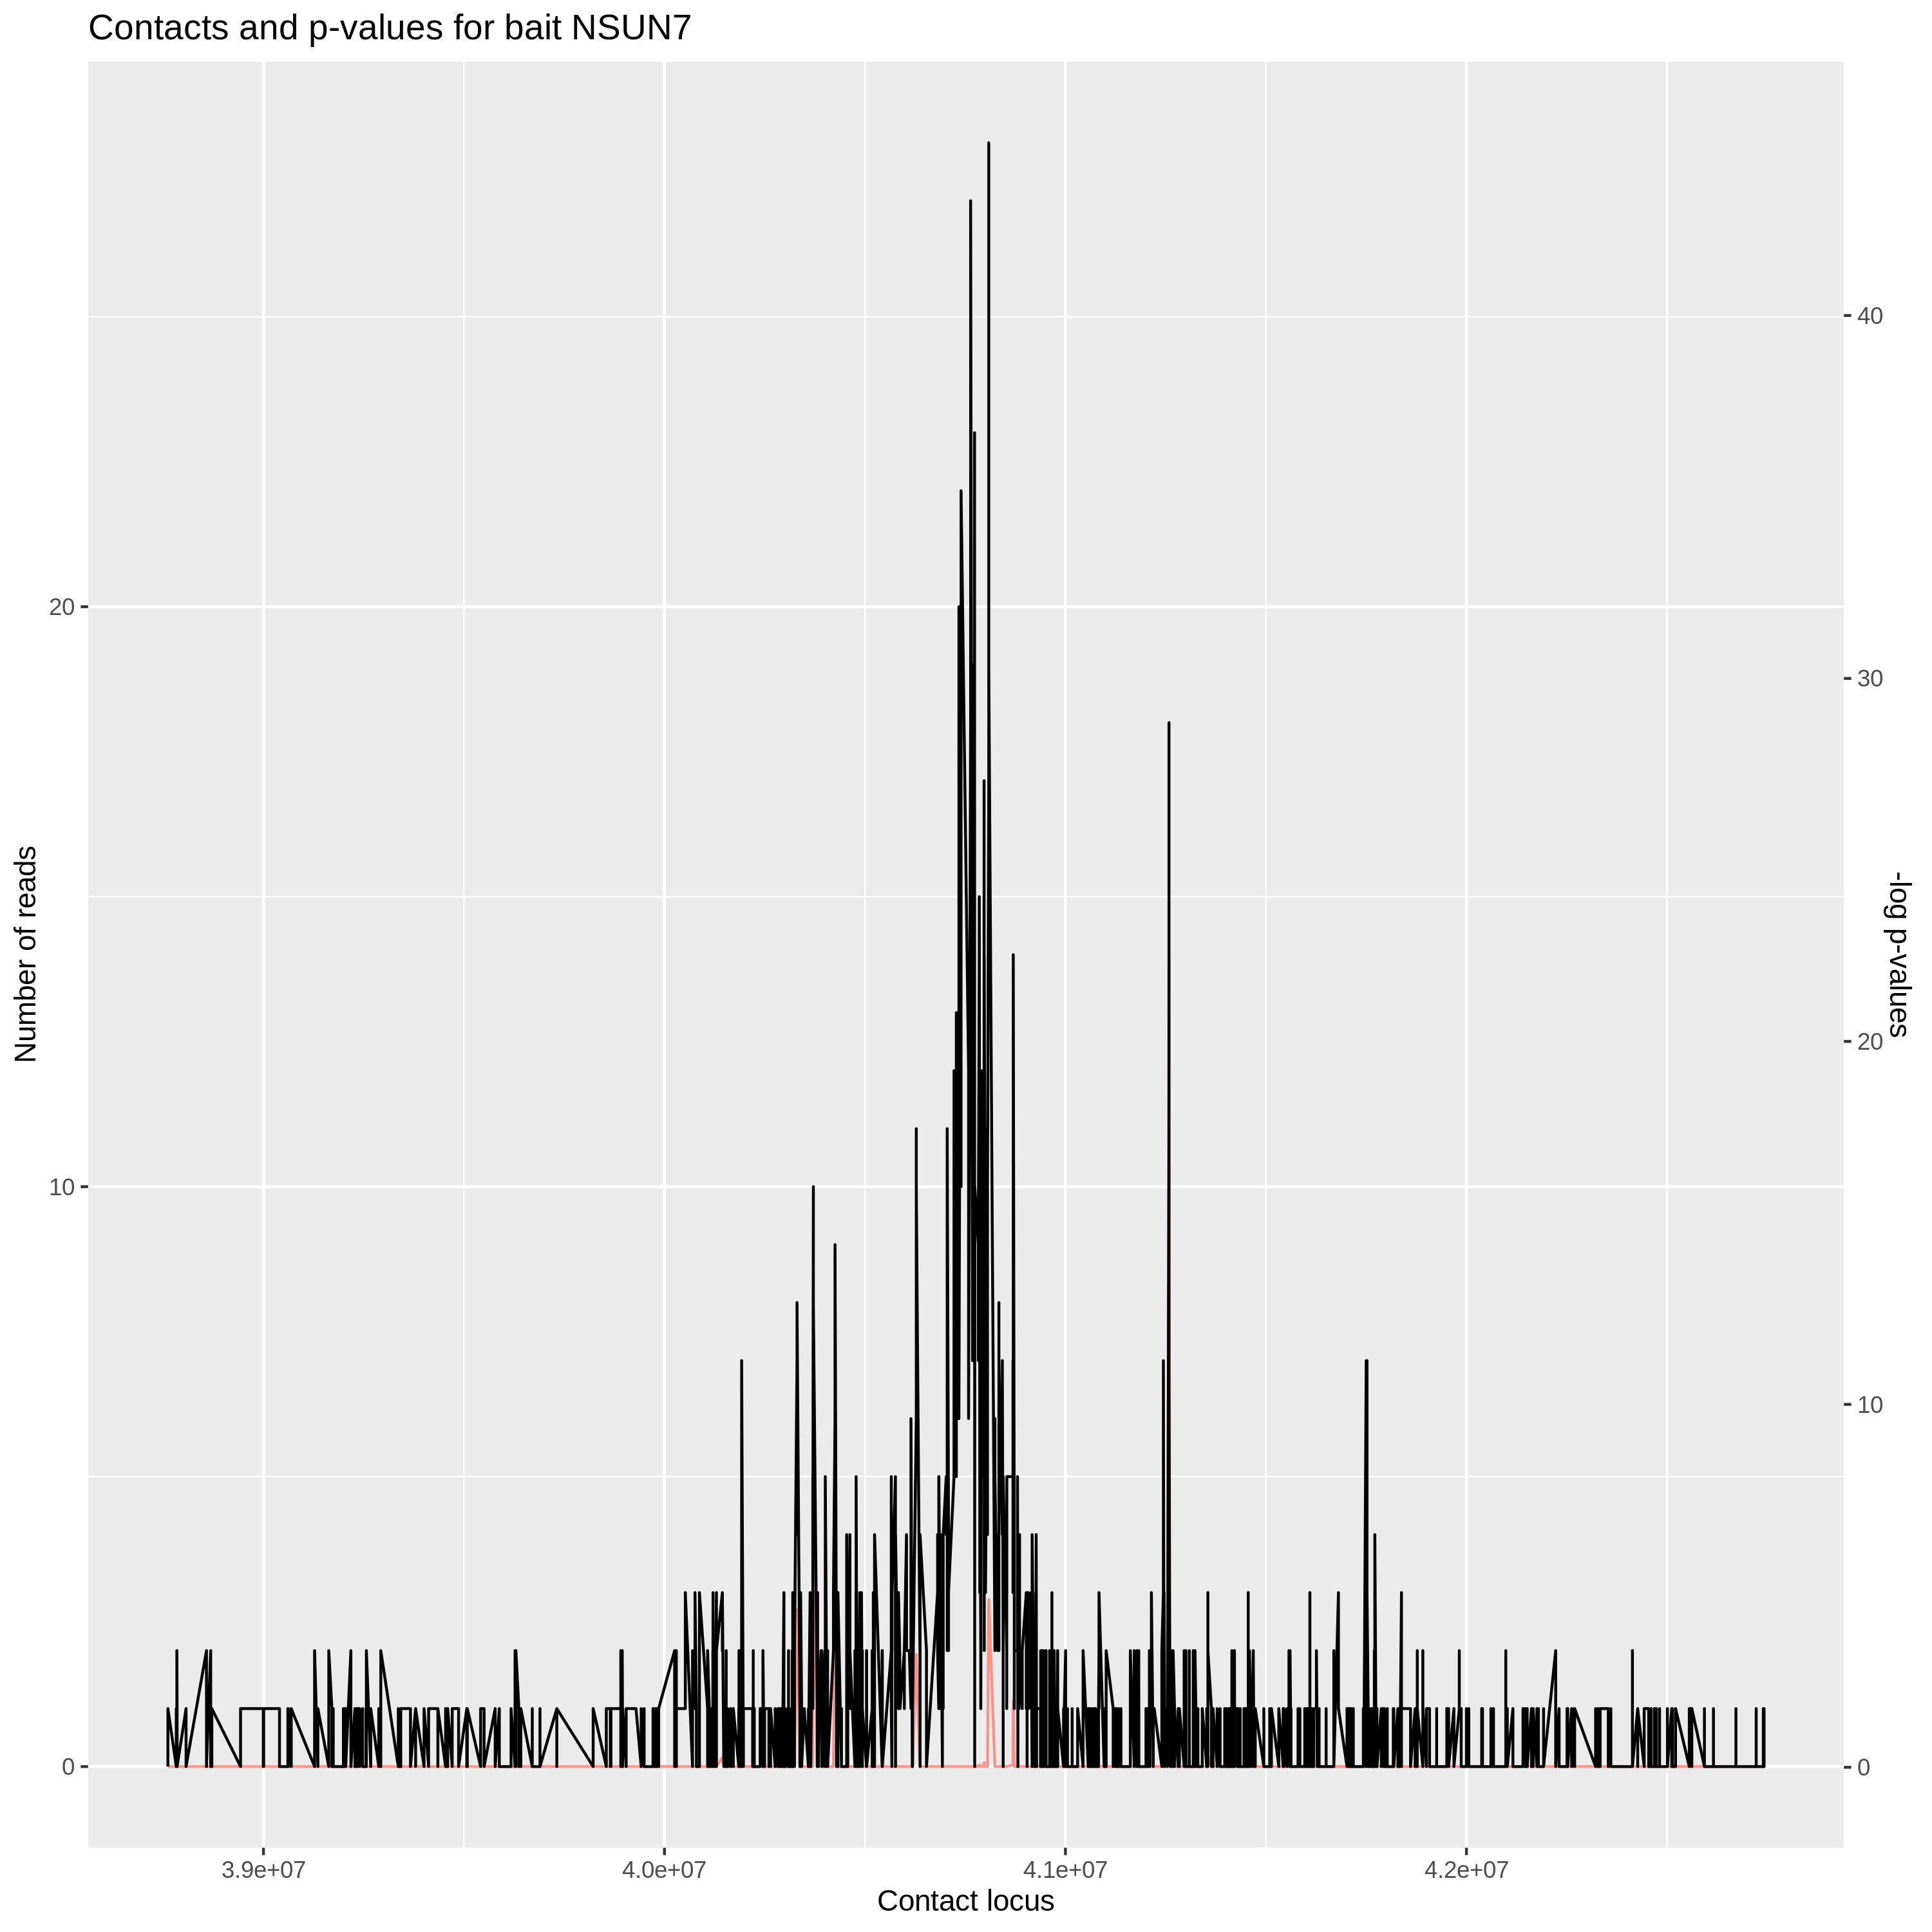 Contacts and p-values for bait NSUN7
Number of reads
20
10
0
40
30
20
10
0
-log p-values
3.9e+07 4.0e+07 4.1e+07 4.2e+07
Contact locus